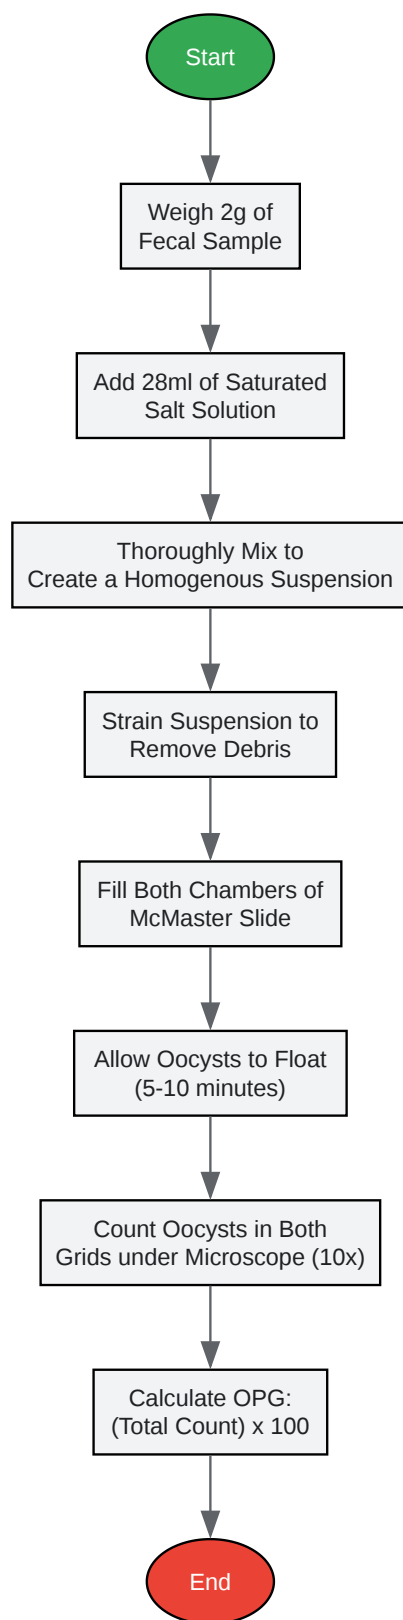 Start
Weigh 2g of
Fecal Sample
Add 28ml of Saturated
Salt Solution
Thoroughly Mix to
Create a Homogenous Suspension
Strain Suspension to
Remove Debris
Fill Both Chambers of
McMaster Slide
Allow Oocysts to Float
(5-10 minutes)
Count Oocysts in Both
Grids under Microscope (10x)
Calculate OPG:
(Total Count) x 100
End